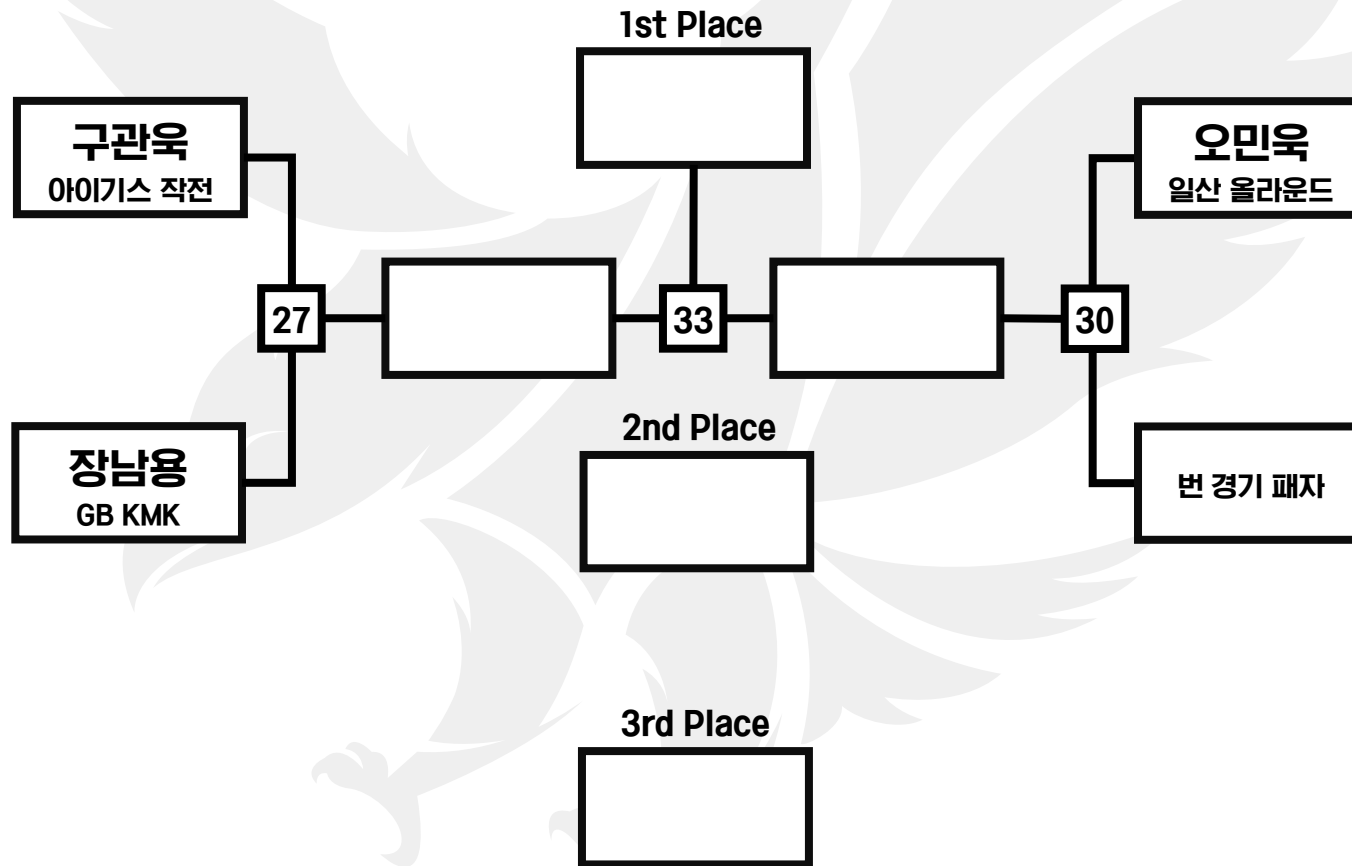 1st Place
구관욱
아이기스 작전
오민욱
일산 올라운드
27
33
30
2nd Place
장남용
GB KMK
번 경기 패자
3rd Place